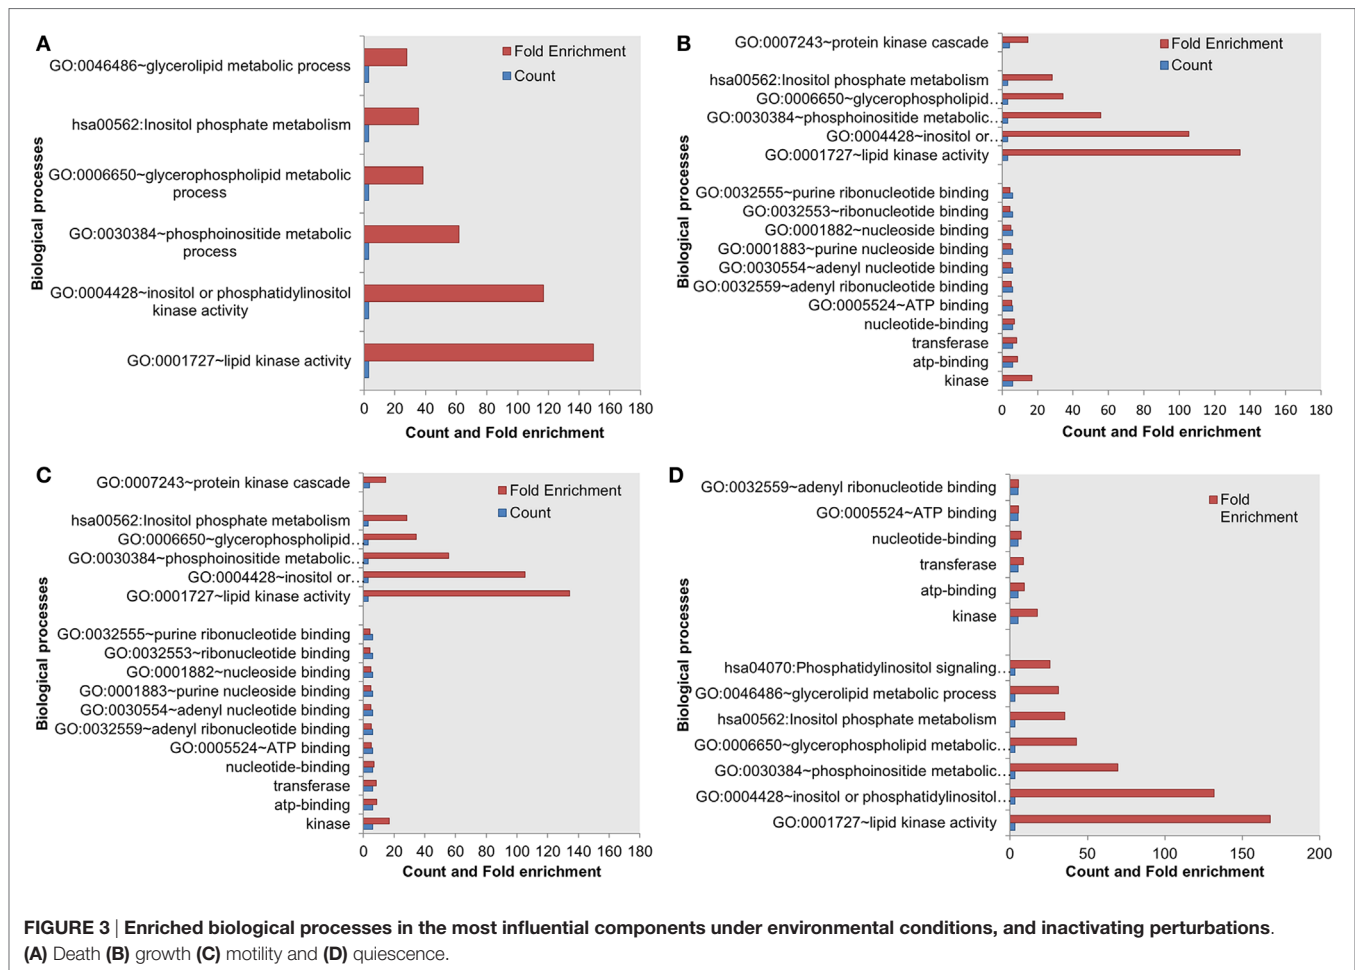 A
Fold Enrichment
Count
Biological processes
GO:0046486~glycerolipid metabolic process
hsa00562:Inositol phosphate metabolism
GO:0006650~glycerophospholipid metabolic
process
GO:0030384~phosphoinositide metabolic
process
GO:0004428~inositol or phosphatidylinositol
kinase activity
GO:0001727~lipid kinase activity
0 20 40 60 80 100 120 140 160 180
Count and Fold enrichment
B
Fold Enrichment
Count
Biological processes
GO:0007243~protein kinase cascade
hsa00562:Inositol phosphate metabolism
GO:0006650~glycerophospholipid…
GO:0030384~phosphoinositide metabolic…
GO:0004428~inositol or…
GO:0001727~lipid kinase activity
GO:0032555~purine ribonucleotide binding
GO:0032553~ribonucleotide binding
GO:0001882~nucleoside binding
GO:0001883~purine nucleoside binding
GO:0030554~adenyl nucleotide binding
GO:0032559~adenyl ribonucleotide binding
GO:0005524~ATP binding
nucleotide-binding
transferase
atp-binding
kinase
0 20 40 60 80 100 120 140 160 180
Count and Fold enrichment
C
Fold Enrichment
Count
Biological processes
GO:0007243~protein kinase cascade
hsa00562:Inositol phosphate metabolism
GO:0006650~glycerophospholipid…
GO:0030384~phosphoinositide metabolic…
GO:0004428~inositol or…
GO:0001727~lipid kinase activity
GO:0032555~purine ribonucleotide binding
GO:0032553~ribonucleotide binding
GO:0001882~nucleoside binding
GO:0001883~purine nucleoside binding
GO:0030554~adenyl nucleotide binding
GO:0032559~adenyl ribonucleotide binding
GO:0005524~ATP binding
nucleotide-binding
transferase
atp-binding
kinase
0 20 40 60 80 100 120 140 160 180
Count and Fold enrichment
D
Fold
Enrichment
Biological processes
GO:0032559~adenyl ribonucleotide binding
GO:0005524~ATP binding
nucleotide-binding
transferase
atp-binding
kinase
hsa04070:Phosphatidylinositol signaling…
GO:0046486~glycerolipid metabolic process
hsa00562:Inositol phosphate metabolism
GO:0006650~glycerophospholipid metabolic…
GO:0030384~phosphoinositide metabolic…
GO:0004428~inositol or phosphatidylinositol…
GO:0001727~lipid kinase activity
0 50 100 150 200
Count and Fold enrichment
FIGURE 3 | Enriched biological processes in the most influential components under environmental conditions, and inactivating perturbations.
(A) Death (B) growth (C) motility and (D) quiescence.